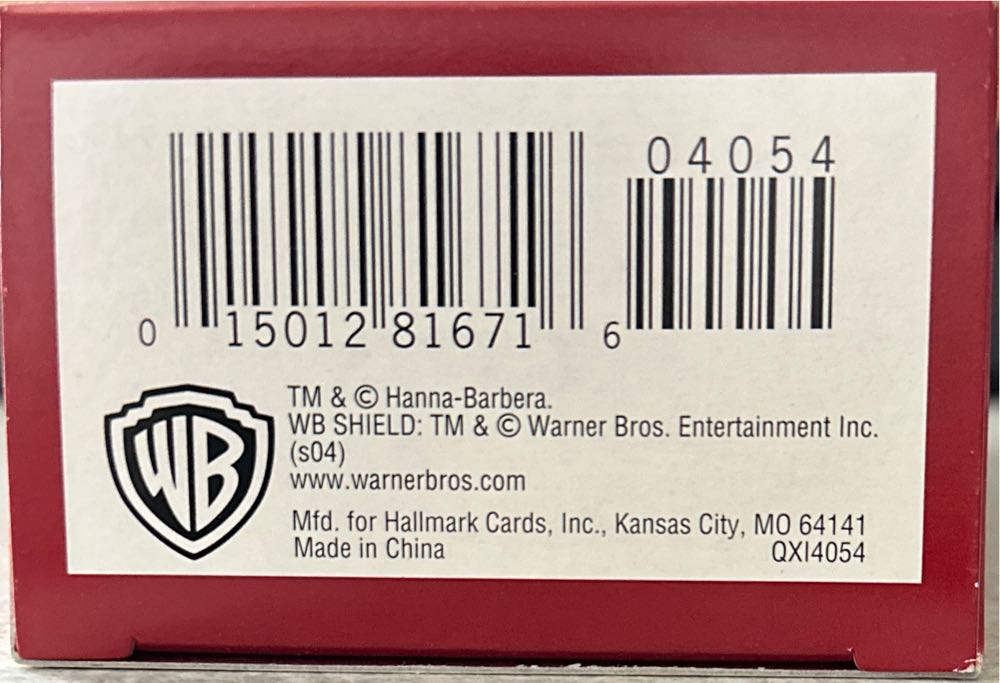 04054
0 15012 81671 6
WB
TM & © Hanna-Barbera.
WB SHIELD: TM & © Warner Bros. Entertainment Inc.
(s04)
www.warnerbros.com
Mfd. for Hallmark Cards, Inc., Kansas City, MO 64141
Made in China
QXI4054